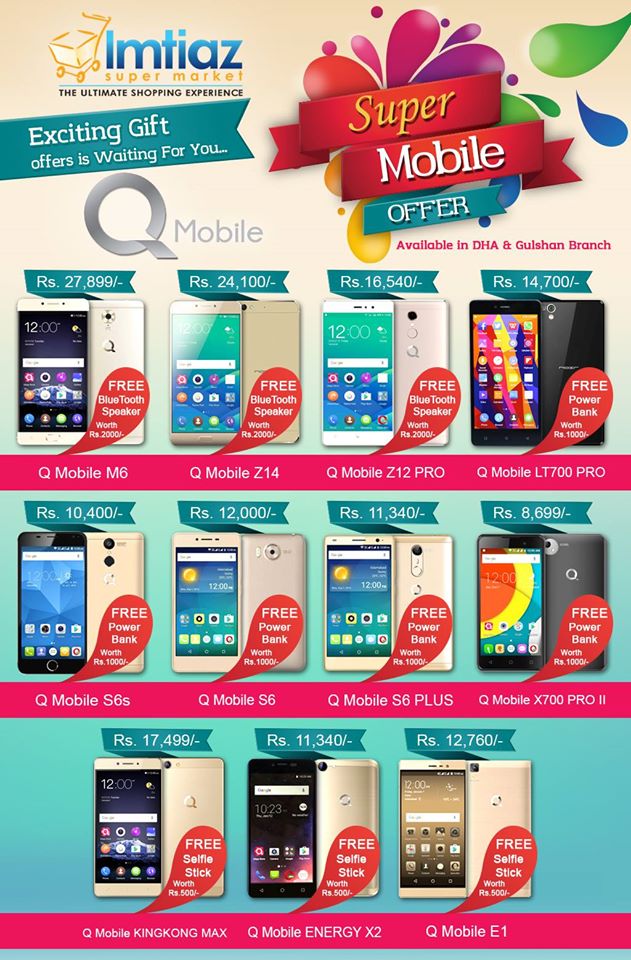 Imtiaz
super market
THE ULTIMATE SHOPPING EXPERIENCE
Exciting Gift
offers is Waiting For You...
Super
Mobile
OFFER
Q Mobile
Available in DHA & Gulshan Branch
Rs. 27,899/-
Rs. 24,100/-
Rs.16,540/-
Rs. 14,700/-
FREE
BlueTooth
Speaker
Worth
Rs.2000/-
FREE
BlueTooth
Speaker
Worth
Rs.2000/-
FREE
BlueTooth
Speaker
Worth
Rs.2000/-
FREE
Power
Bank
Worth
Rs.1000/-
Q Mobile M6
Q Mobile Z14
Q Mobile Z12 PRO
Q Mobile LT700 PRO
Rs. 10,400/-
Rs. 12,000/-
Rs. 11,340/-
Rs. 8,699/-
FREE
Power
Bank
Worth
Rs.1000/-
FREE
Power
Bank
Worth
Rs.1000/-
FREE
Power
Bank
Worth
Rs.1000/-
FREE
Power
Bank
Worth
Rs.1000/-
Q Mobile S6s
Q Mobile S6
Q Mobile S6 PLUS
Q Mobile X700 PRO II
Rs. 17,499/-
Rs. 11,340/-
Rs. 12,760/-
FREE
Selfie
Stick
Worth
Rs.500/-
FREE
Selfie
Stick
Worth
Rs.500/-
FREE
Selfie
Stick
Worth
Rs.500/-
Q Mobile KINGKONG MAX
Q Mobile ENERGY X2
Q Mobile E1